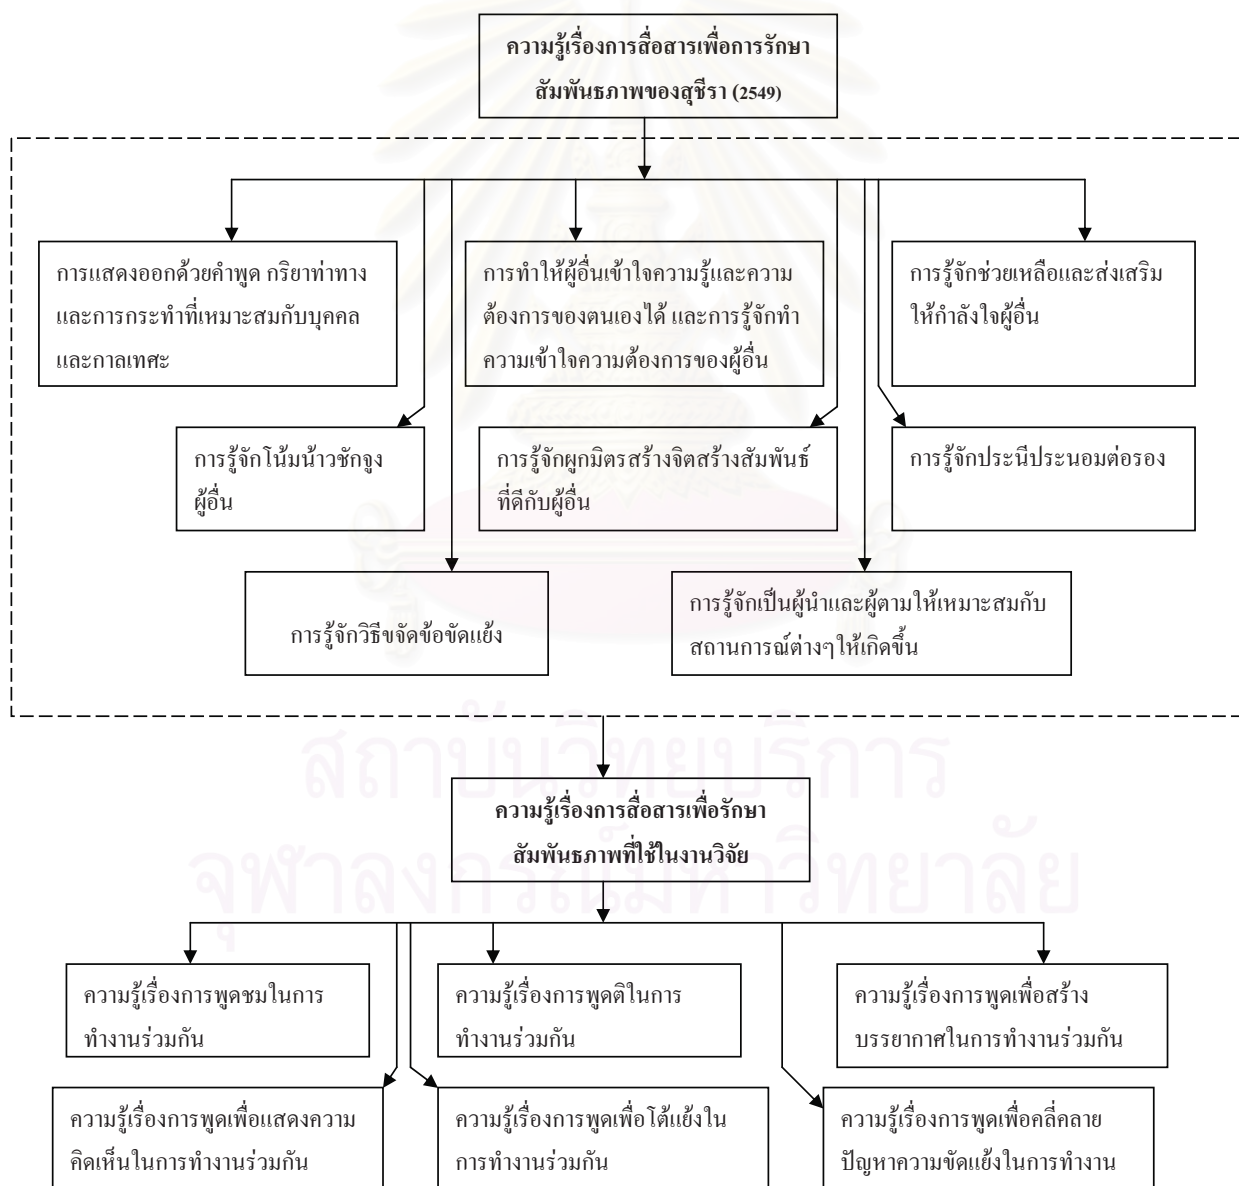 ความรู้เรื่องการสื่อสารเพื่อการรักษา
สัมพันธภาพของสุชีรา (2549)
การแสดงออกด้วยคำพูด กริยาท่าทาง
และการกระทำที่เหมาะสมกับบุคคล
และกาลเทศะ
การทำให้ผู้อื่นเข้าใจความรู้และความ
ต้องการของตนเองได้ และการรู้จักทำ
ความเข้าใจความต้องการของผู้อื่น
การรู้จักช่วยเหลือและส่งเสริม
ให้กำลังใจผู้อื่น
การรู้จักโน้มน้าวชักจูง
ผู้อื่น
การรู้จักผูกมิตรสร้างจิตสร้างสัมพันธ์
ที่ดีกับผู้อื่น
การรู้จักประนีประนอมต่อรอง
การรู้จักวิธีขจัดข้อขัดแย้ง
การรู้จักเป็นผู้นำและผู้ตามให้เหมาะสมกับ
สถานการณ์ต่างๆให้เกิดขึ้น
สถาบันวิทยบริการ
จุฬาลงกรณ์มหาวิทยาลัย
ความรู้เรื่องการสื่อสารเพื่อรักษา
สัมพันธภาพที่ใช้ในงานวิจัย
ความรู้เรื่องการพูดชมในการ
ทำงานร่วมกัน
ความรู้เรื่องการพูดติในการ
ทำงานร่วมกัน
ความรู้เรื่องการพูดเพื่อสร้าง
บรรยากาศในการทำงานร่วมกัน
ความรู้เรื่องการพูดเพื่อแสดงความ
คิดเห็นในการทำงานร่วมกัน
ความรู้เรื่องการพูดเพื่อโต้แย้งใน
การทำงานร่วมกัน
ความรู้เรื่องการพูดเพื่อคลี่คลาย
ปัญหาความขัดแย้งในการทำงาน